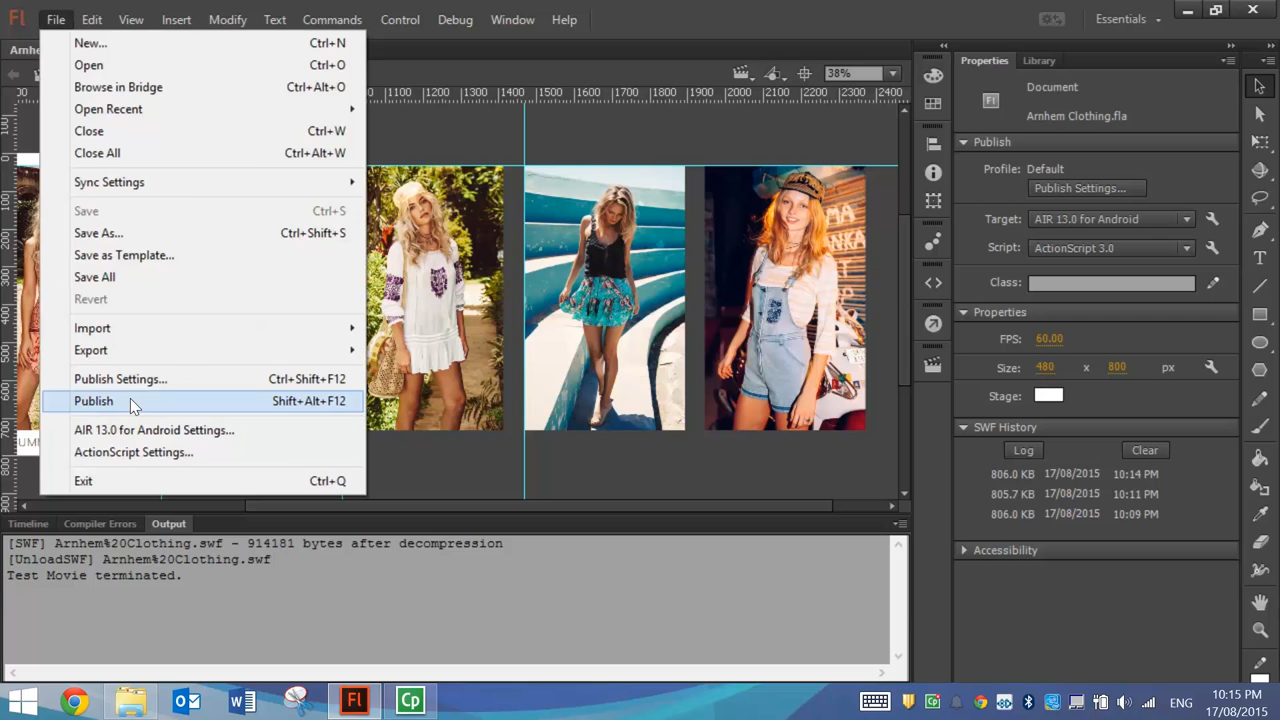 Fl File Edit View Insert Modify Text Commands Control Debug Window Help Essentials
Arnhem
New... Ctrl+N
Open Ctrl+O
Browse in Bridge Ctrl+Alt+O
Open Recent
Close Ctrl+W
Close All Ctrl+Alt+W
Sync Settings
Save Ctrl+S
Save As... Ctrl+Shift+S
Save as Template...
Save All
Revert
Import
Export
Publish Settings... Ctrl+Shift+F12
Publish Shift+Alt+F12
AIR 13.0 for Android Settings...
ActionScript Settings...
Exit Ctrl+Q
38%
1100 1200 1300 1400 1500 1600 1700 1800 1900 2000 2100 2200 2300 2400
Properties Library
Fl Document
Arnhem Clothing.fla
Publish
Profile: Default
Publish Settings...
Target: AIR 13.0 for Android
Script: ActionScript 3.0
Class:
Properties
FPS: 60.00
Size: 480 x 800 px
Stage:
SWF History
Log Clear
806.0 KB 17/08/2015 10:14 PM
805.7 KB 17/08/2015 10:11 PM
806.0 KB 17/08/2015 10:09 PM
Accessibility
Timeline Compiler Errors Output
[SWF] Arnhem%20Clothing.swf - 914181 bytes after decompression
[UnloadSWF] Arnhem%20Clothing.swf
Test Movie terminated.
Fl Cp
ENG
10:15 PM
17/08/2015